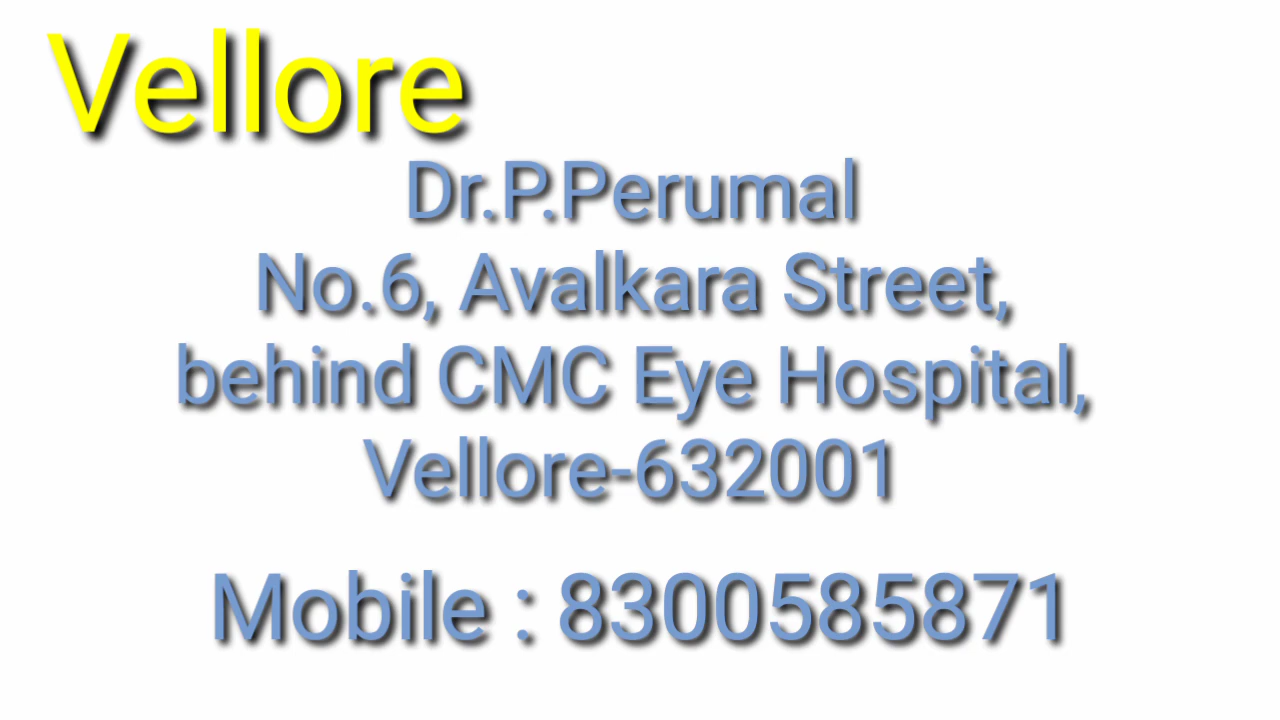 Vellore
Dr.P.Perumal
No.6, Avalkara Street,
behind CMC Eye Hospital,
Vellore-632001
Mobile : 8300585871